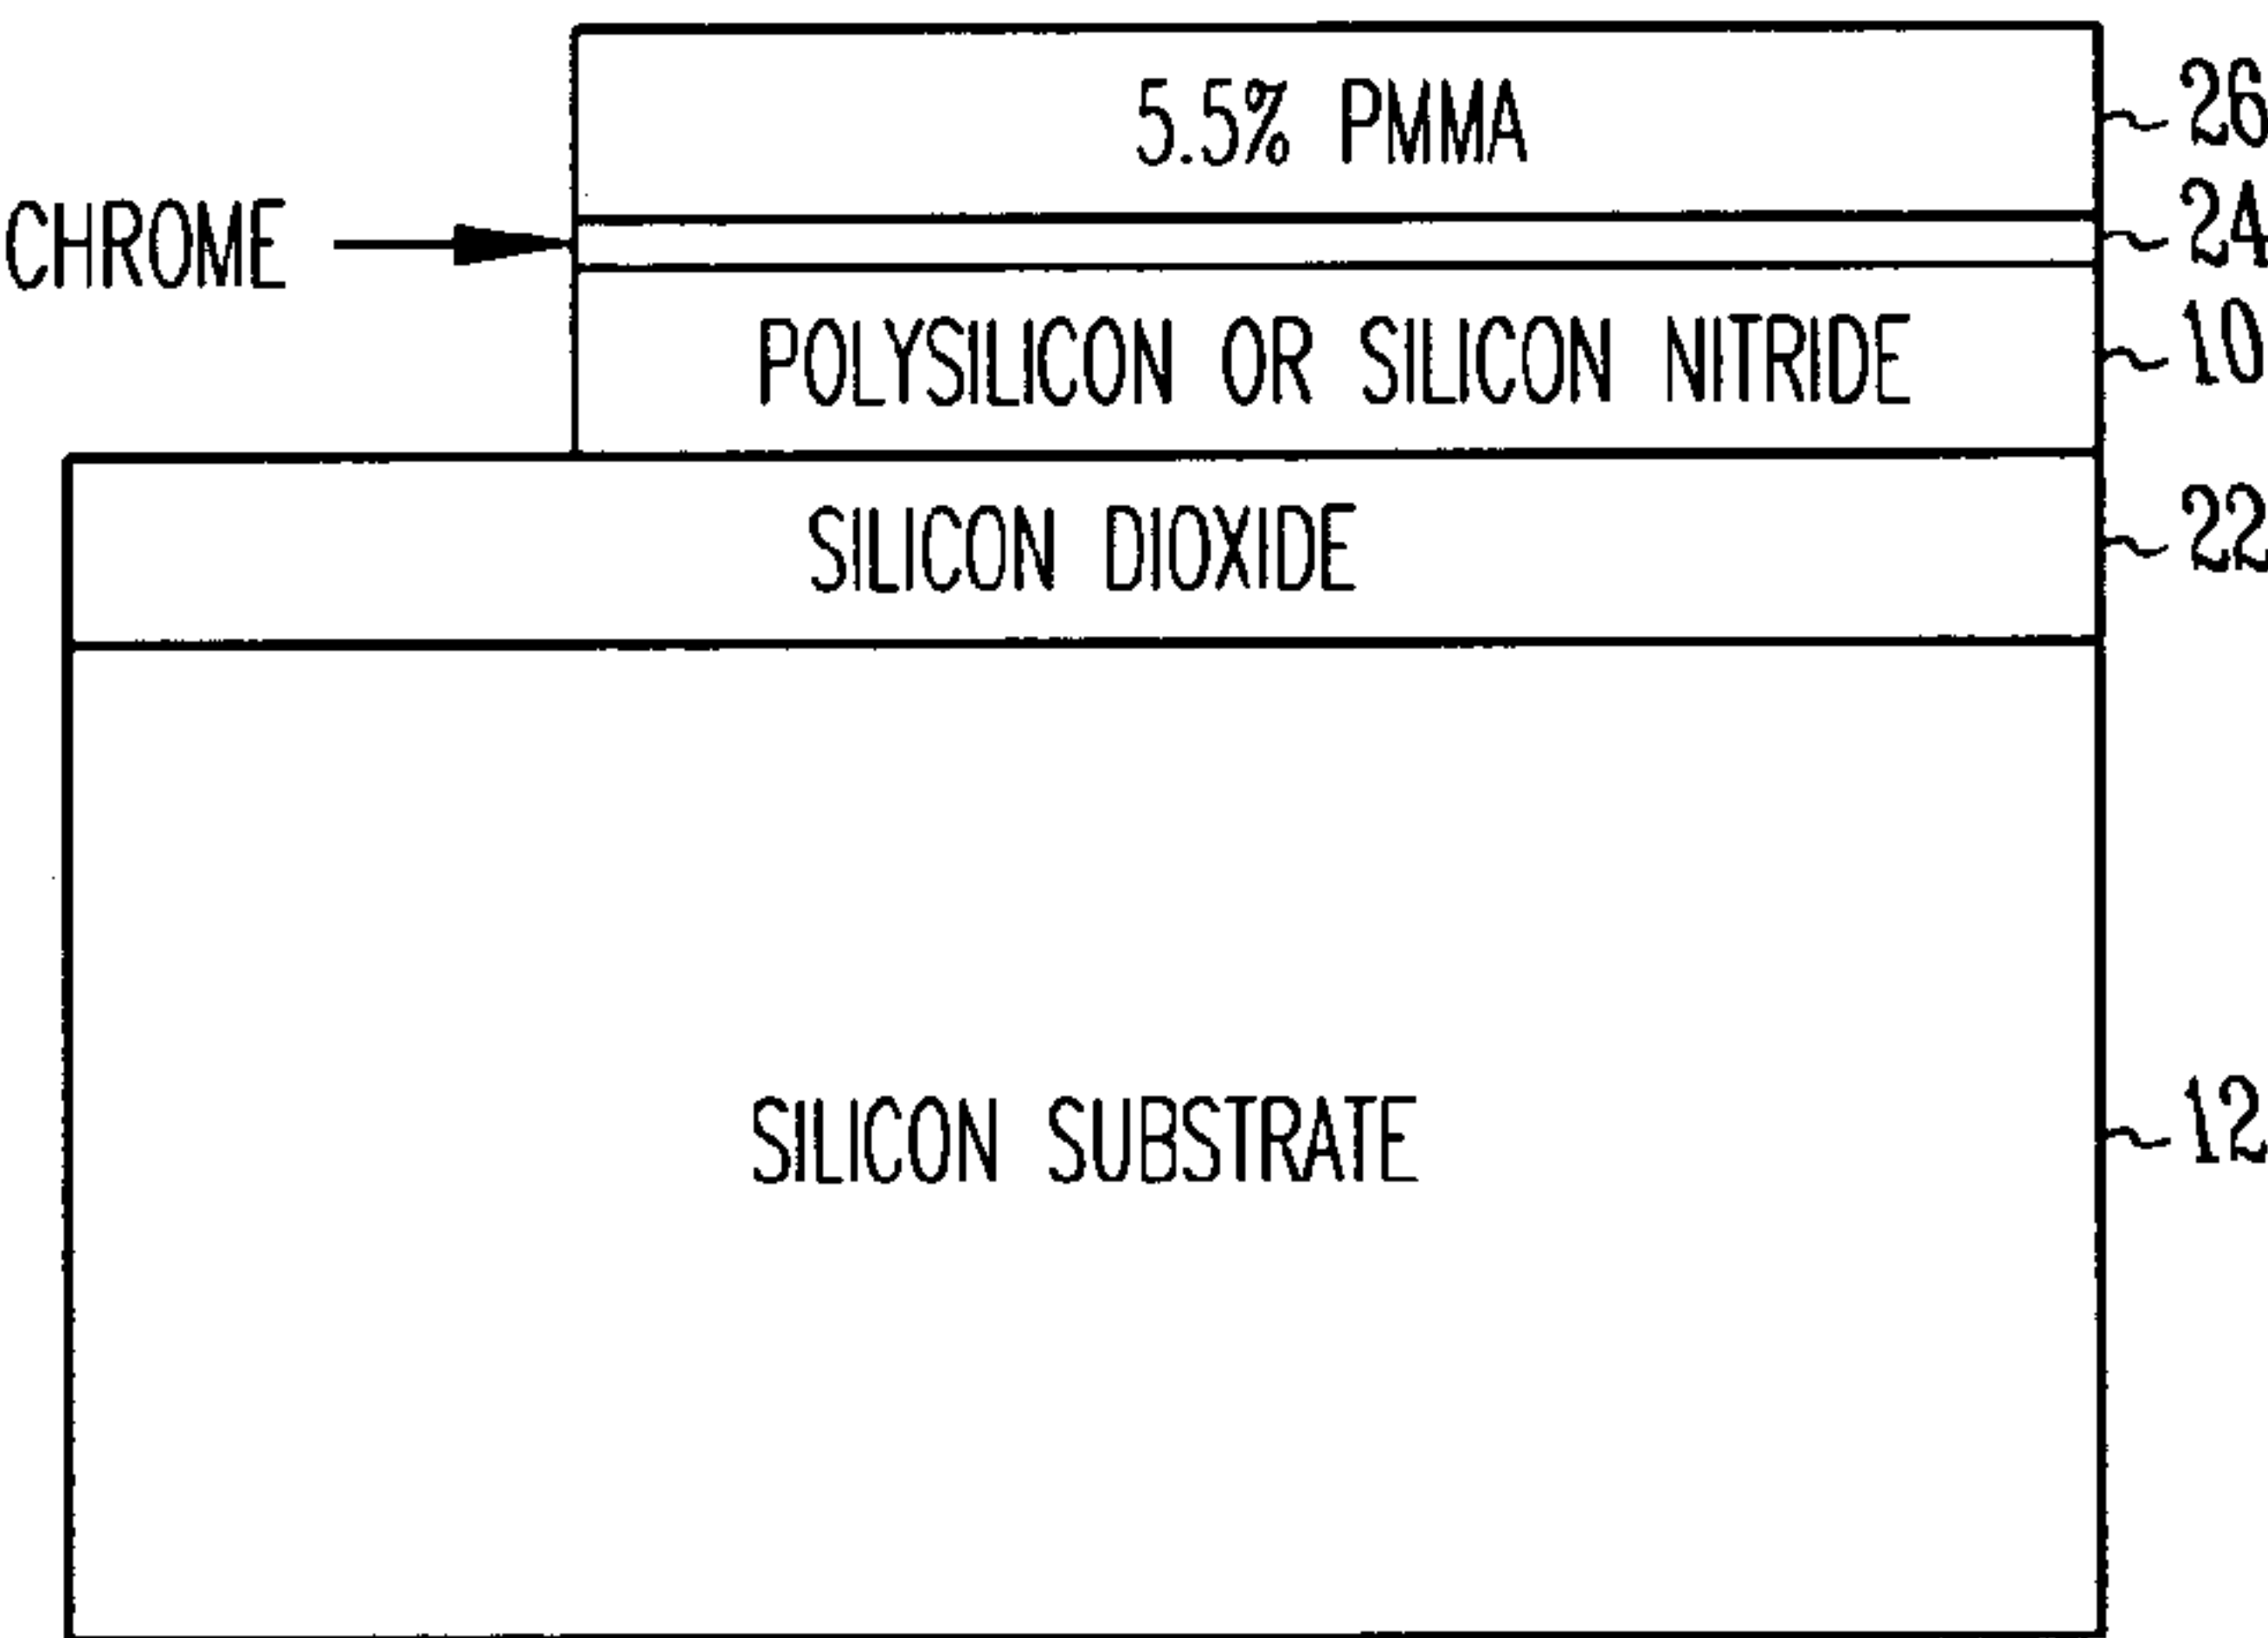 5.5% PMMA 26
CHROME 24
POLYSILICON OR SILICON NITRIDE 10
SILICON DIOXIDE 22
SILICON SUBSTRATE 12